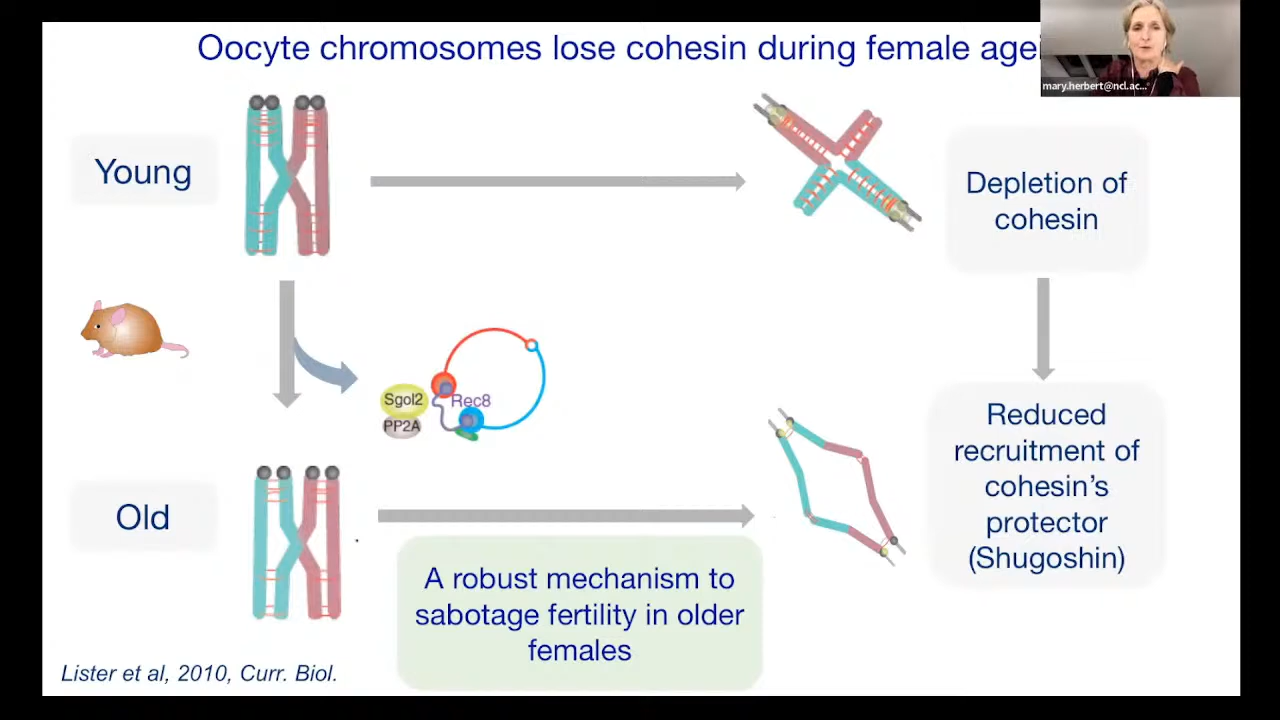 Oocyte chromosomes lose cohesin during female agei
mary.herbert@ncl.ac...
Young
Depletion of
cohesin
Sgol2
PP2A
Rec8
Reduced
recruitment of
cohesin's
protector
(Shugoshin)
Old
A robust mechanism to
sabotage fertility in older
females
Lister et al, 2010, Curr. Biol.